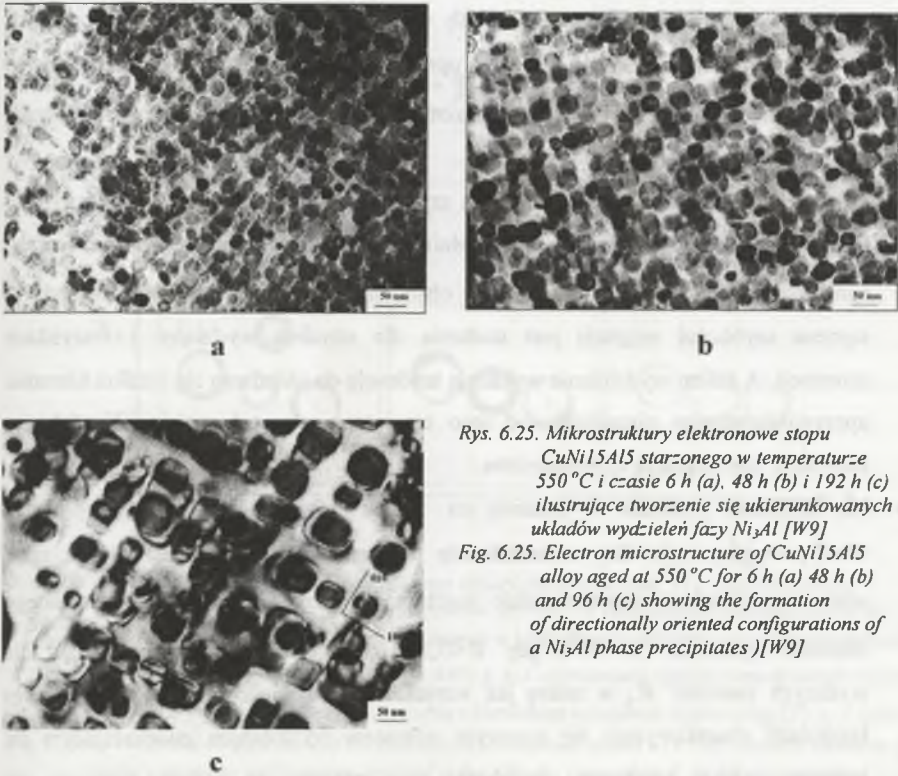 50 nm
50 nm
a
b
Rys. 6.25. Mikrostruktury elektronowe stopu
CuNi15Al5 starzonego w temperaturze
550 °C i czasie 6 h (a), 48 h (b) i 192 h (c)
ilustrujące tworzenie się ukierunkowanych
układów wydzieleń fazy Ni₃Al [W9]
Fig. 6.25. Electron microstructure of CuNi15Al5
alloy aged at 550 °C for 6 h (a) 48 h (b)
and 96 h (c) showing the formation
of directionally oriented configurations of
a Ni₃Al phase precipitates )[W9]
50 nm
c